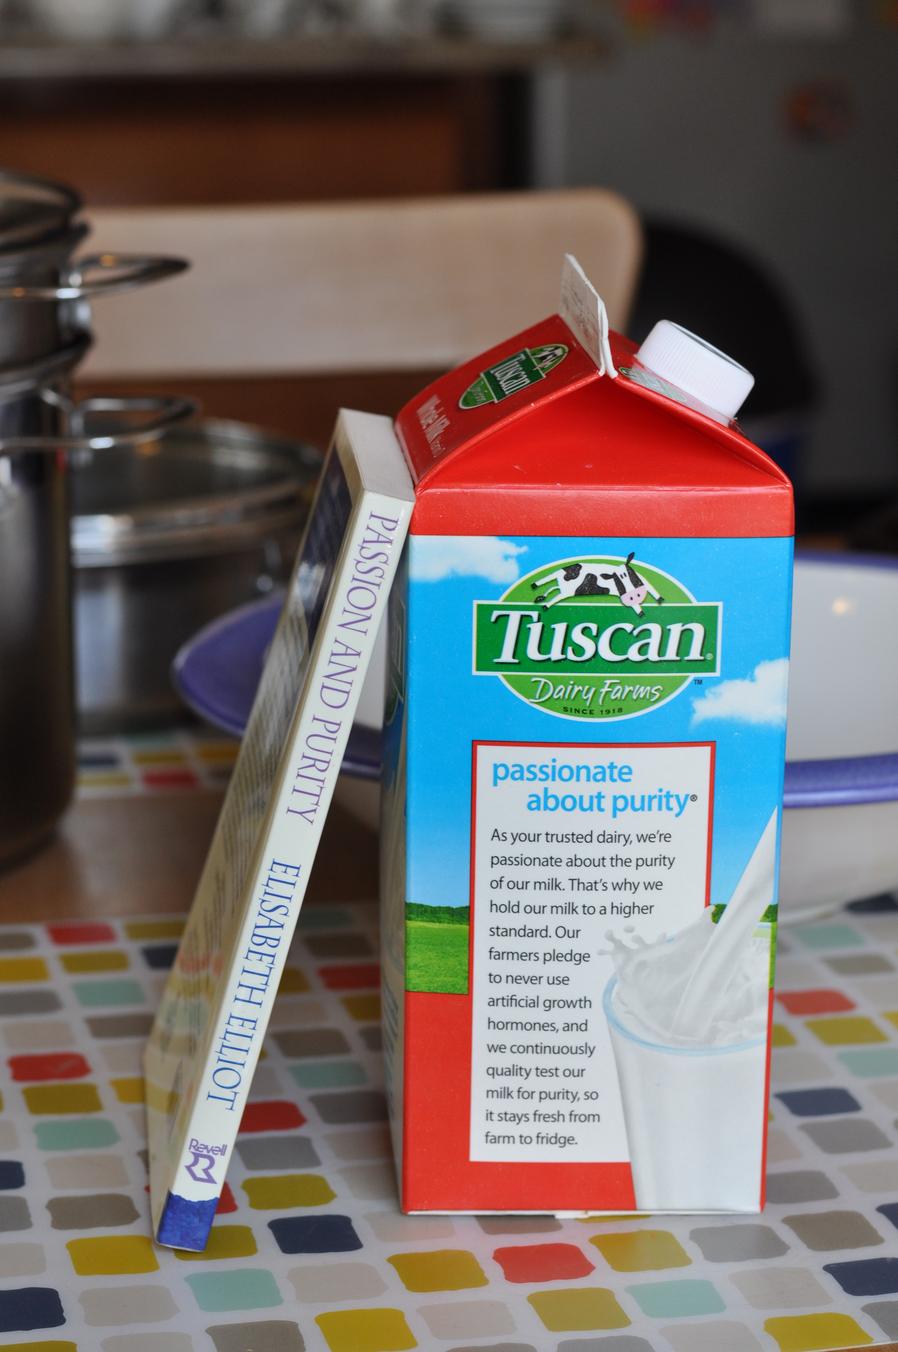 PASSION AND PURITY
ELISABETH ELLIOT
Revell
Tuscan
Whole Milk
Tuscan
Dairy Farms
SINCE 1918
passionate
about purity®
As your trusted dairy, we're
passionate about the purity
of our milk. That's why we
hold our milk to a higher
standard. Our
farmers pledge
to never use
artificial growth
hormones, and
we continuously
quality test our
milk for purity, so
it stays fresh from
farm to fridge.